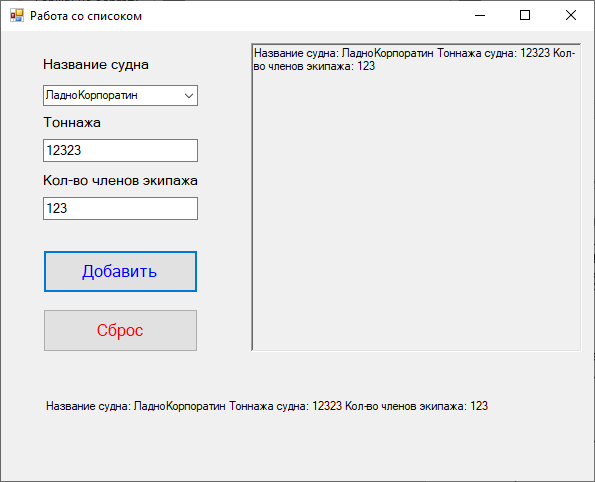 Работа со списоком
Название судна
ЛадноКорпоратин
Тоннажа
12323
Кол-во членов экипажа
123
Добавить
Сброс
Название судна: ЛадноКорпоратин Тоннажа судна: 12323 Кол-
во членов экипажа: 123
Название судна: ЛадноКорпоратин Тоннажа судна: 12323 Кол-во членов экипажа: 123